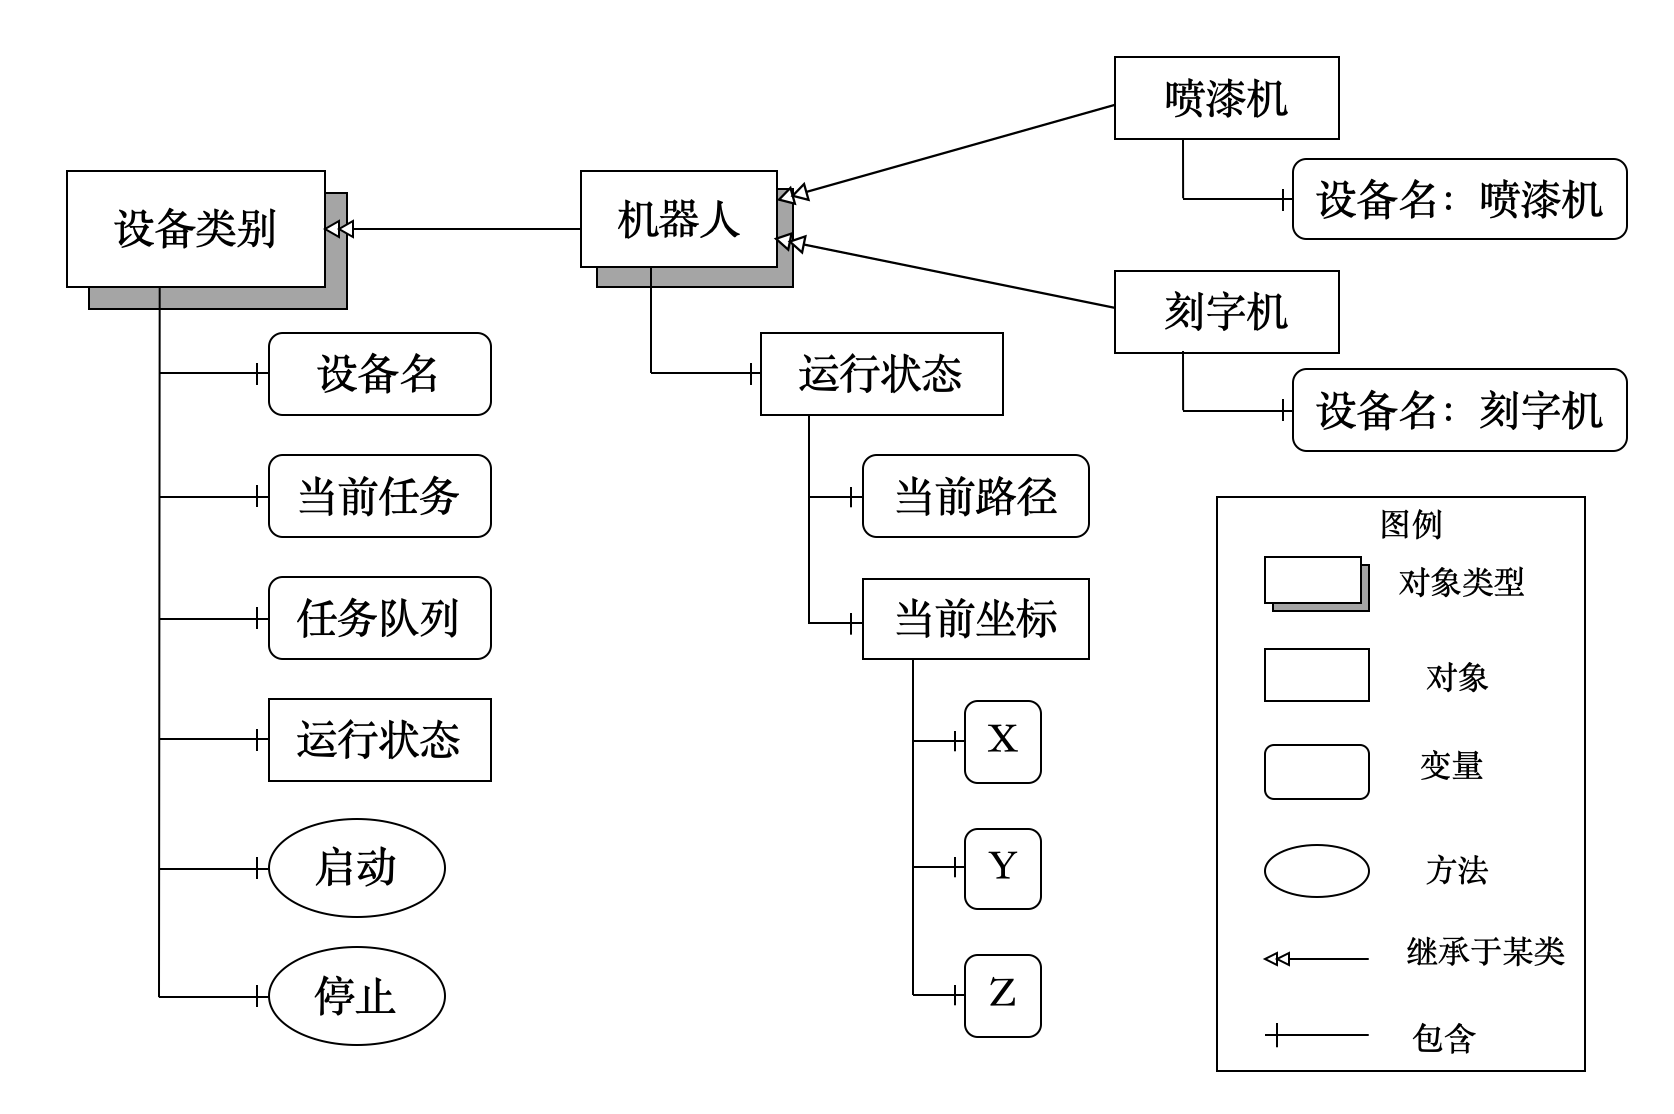 喷漆机
设备名：喷漆机
设备类别
机器人
刻字机
设备名：刻字机
设备名
当前任务
任务队列
运行状态
启动
停止
运行状态
当前路径
当前坐标
X
Y
Z
图例
对象类型
对象
变量
方法
继承于某类
包含